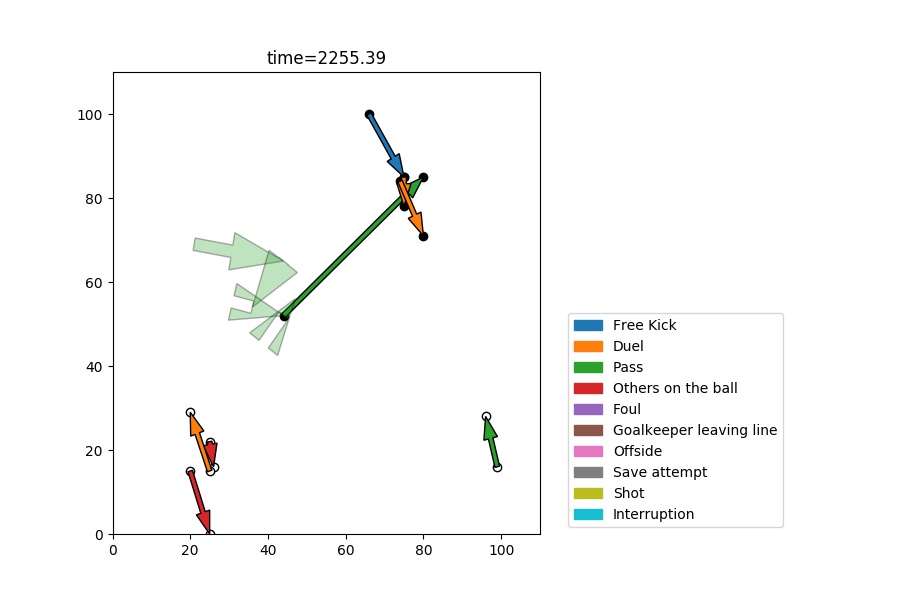 time=2255.39
100
80
60
40
20
0
0 20 40 60 80 100
Free Kick
Duel
Pass
Others on the ball
Foul
Goalkeeper leaving line
Offside
Save attempt
Shot
Interruption